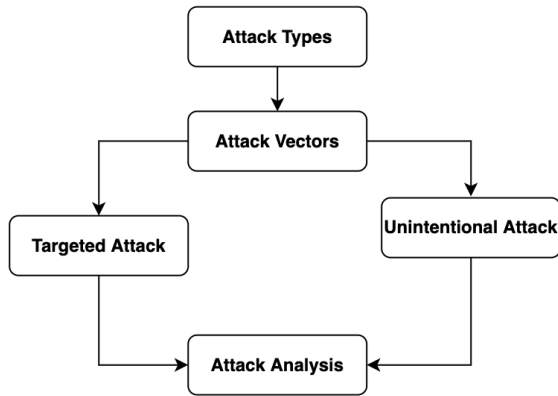 Attack Types
Attack Vectors
Targeted Attack
Unintentional Attack
Attack Analysis